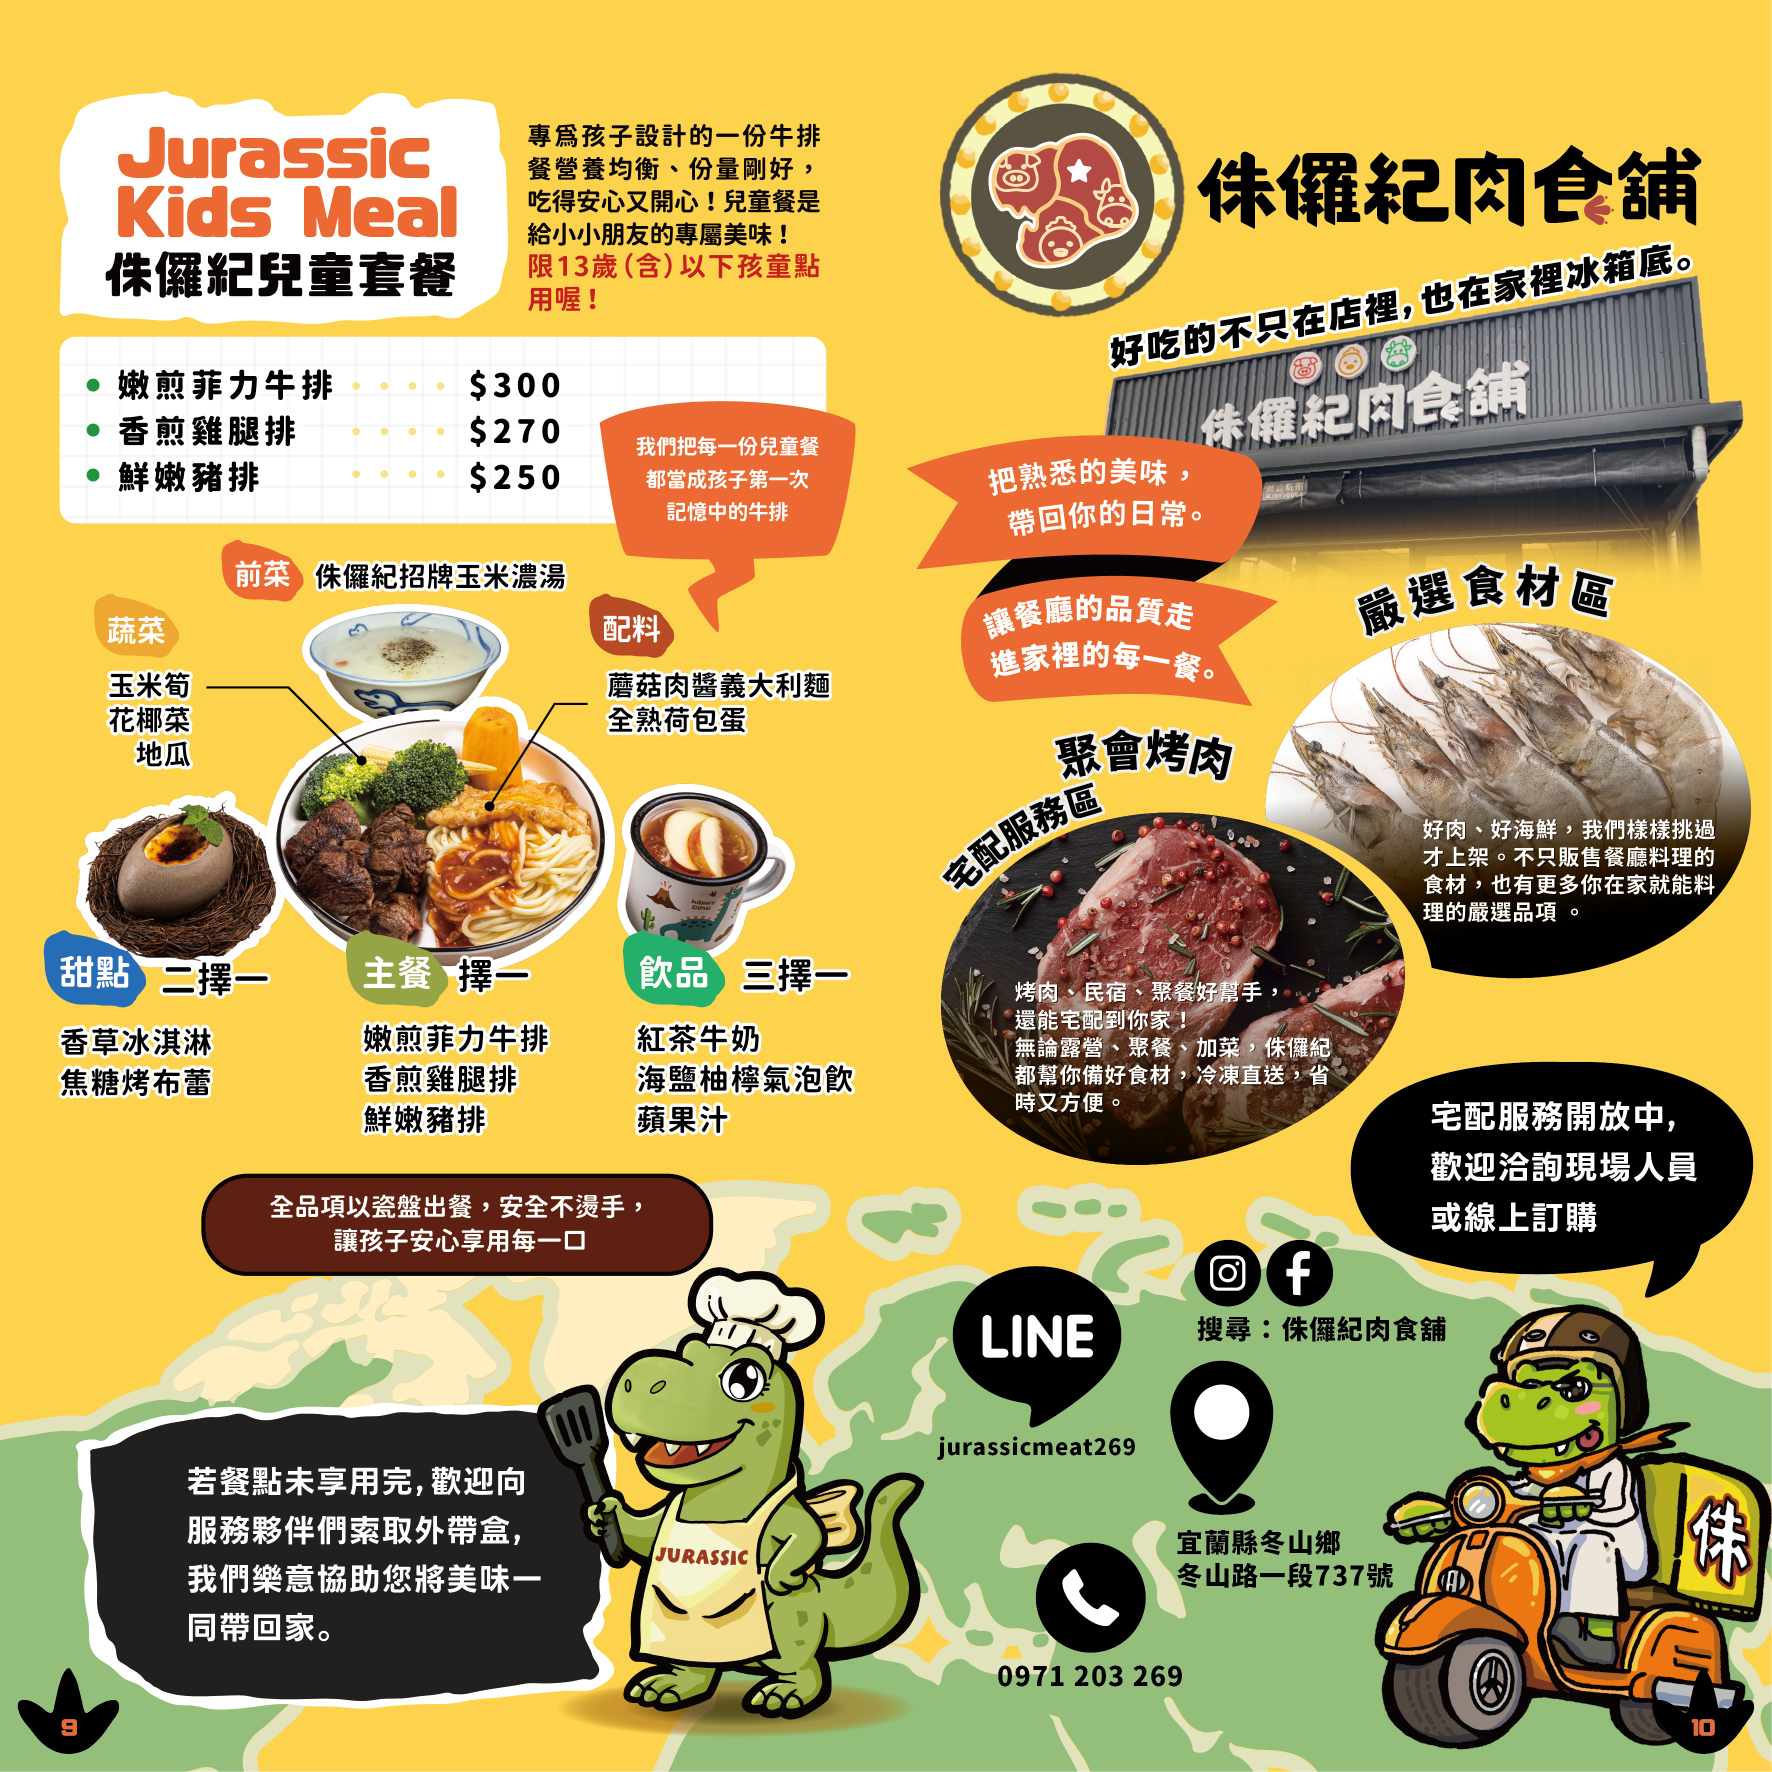 Jurassic
Kids Meal
侏儸紀兒童套餐
專爲孩子設計的一份牛排
餐營養均衡、份量剛好，
吃得安心又開心！兒童餐是
給小小朋友的專屬美味！
限13歲（含）以下孩童點
用喔！
嫩煎菲力牛排 $300
香煎雞腿排 $270
鮮嫩豬排 $250
我們把每一份兒童餐
都當成孩子第一次
記憶中的牛排
前菜 侏儸紀招牌玉米濃湯
蔬菜
玉米筍
花椰菜
地瓜
配料
蘑菇肉醬義大利麵
全熟荷包蛋
HAPPY
DINO
甜點 二擇一
香草冰淇淋
焦糖烤布蕾
主餐 擇一
嫩煎菲力牛排
香煎雞腿排
鮮嫩豬排
飲品 三擇一
紅茶牛奶
海鹽柚檸氣泡飲
蘋果汁
全品項以瓷盤出餐，安全不燙手，
讓孩子安心享用每一口
若餐點未享用完，歡迎向
服務夥伴們索取外帶盒，
我們樂意協助您將美味一
同帶回家。
JURASSIC
9
侏儸紀肉食舖
好吃的不只在店裡，也在家裡冰箱底。
侏儸紀肉食舖
把熟悉的美味，
帶回你的日常。
讓餐廳的品質走
進家裡的每一餐。
嚴選食材區
好肉、好海鮮，我們樣樣挑過
才上架。不只販售餐廳料理的
食材，也有更多你在家就能料
理的嚴選品項 。
聚會烤肉
宅配服務區
烤肉、民宿、聚餐好幫手，
還能宅配到你家！
無論露營、聚餐、加菜，侏儸紀
都幫你備好食材，冷凍直送，省
時又方便。
宅配服務開放中，
歡迎洽詢現場人員
或線上訂購
搜尋：侏儸紀肉食舖
LINE
jurassicmeat269
宜蘭縣冬山鄉
冬山路一段737號
0971 203 269
侏
10